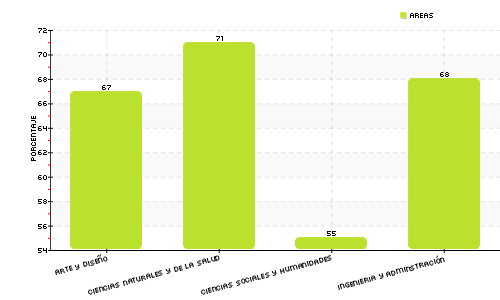 AREAS
PORCENTAJE
72
70
68
66
64
62
60
58
56
54
67
71
55
68
ARTE Y DISEÑO
CIENCIAS NATURALES Y DE LA SALUD
CIENCIAS SOCIALES Y HUMANIDADES
INGENIERIA Y ADMINSTRACIÓN